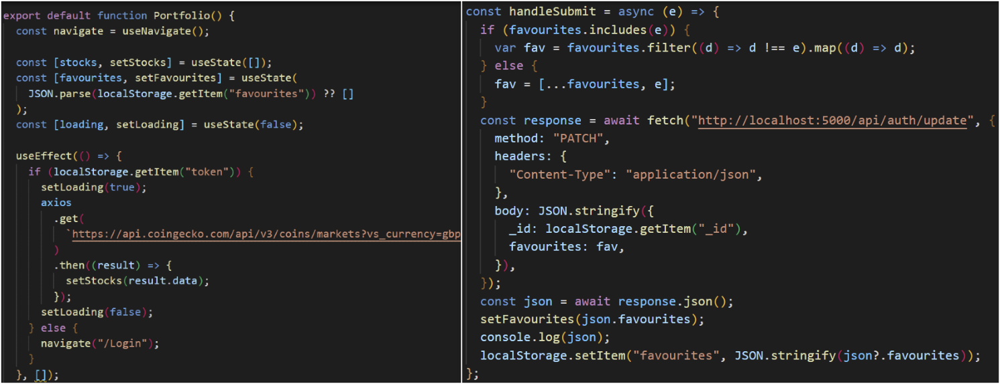 export default function Portfolio() {
const navigate = useNavigate();
const [stocks, setStocks] = useState([]);
const [favourites, setFavourites] = useState(
JSON.parse(localStorage.getItem("favourites")) ?? []
);
const [loading, setLoading] = useState(false);
useEffect(() => {
if (localStorage.getItem("token")) {
setLoading(true);
axios
.get(
`https://api.coingecko.com/api/v3/coins/markets?vs_currency=gbp
)
.then((result) => {
setStocks(result.data);
});
setLoading(false);
} else {
navigate("/Login");
}
}, []);
const handleSubmit = async (e) => {
if (favourites.includes(e)) {
var fav = favourites.filter((d) => d !== e).map((d) => d);
} else {
fav = [...favourites, e];
}
const response = await fetch("http://localhost:5000/api/auth/update", {
method: "PATCH",
headers: {
"Content-Type": "application/json",
},
body: JSON.stringify({
_id: localStorage.getItem("_id"),
favourites: fav,
}),
});
const json = await response.json();
setFavourites(json.favourites);
console.log(json);
localStorage.setItem("favourites", JSON.stringify(json?.favourites));
};